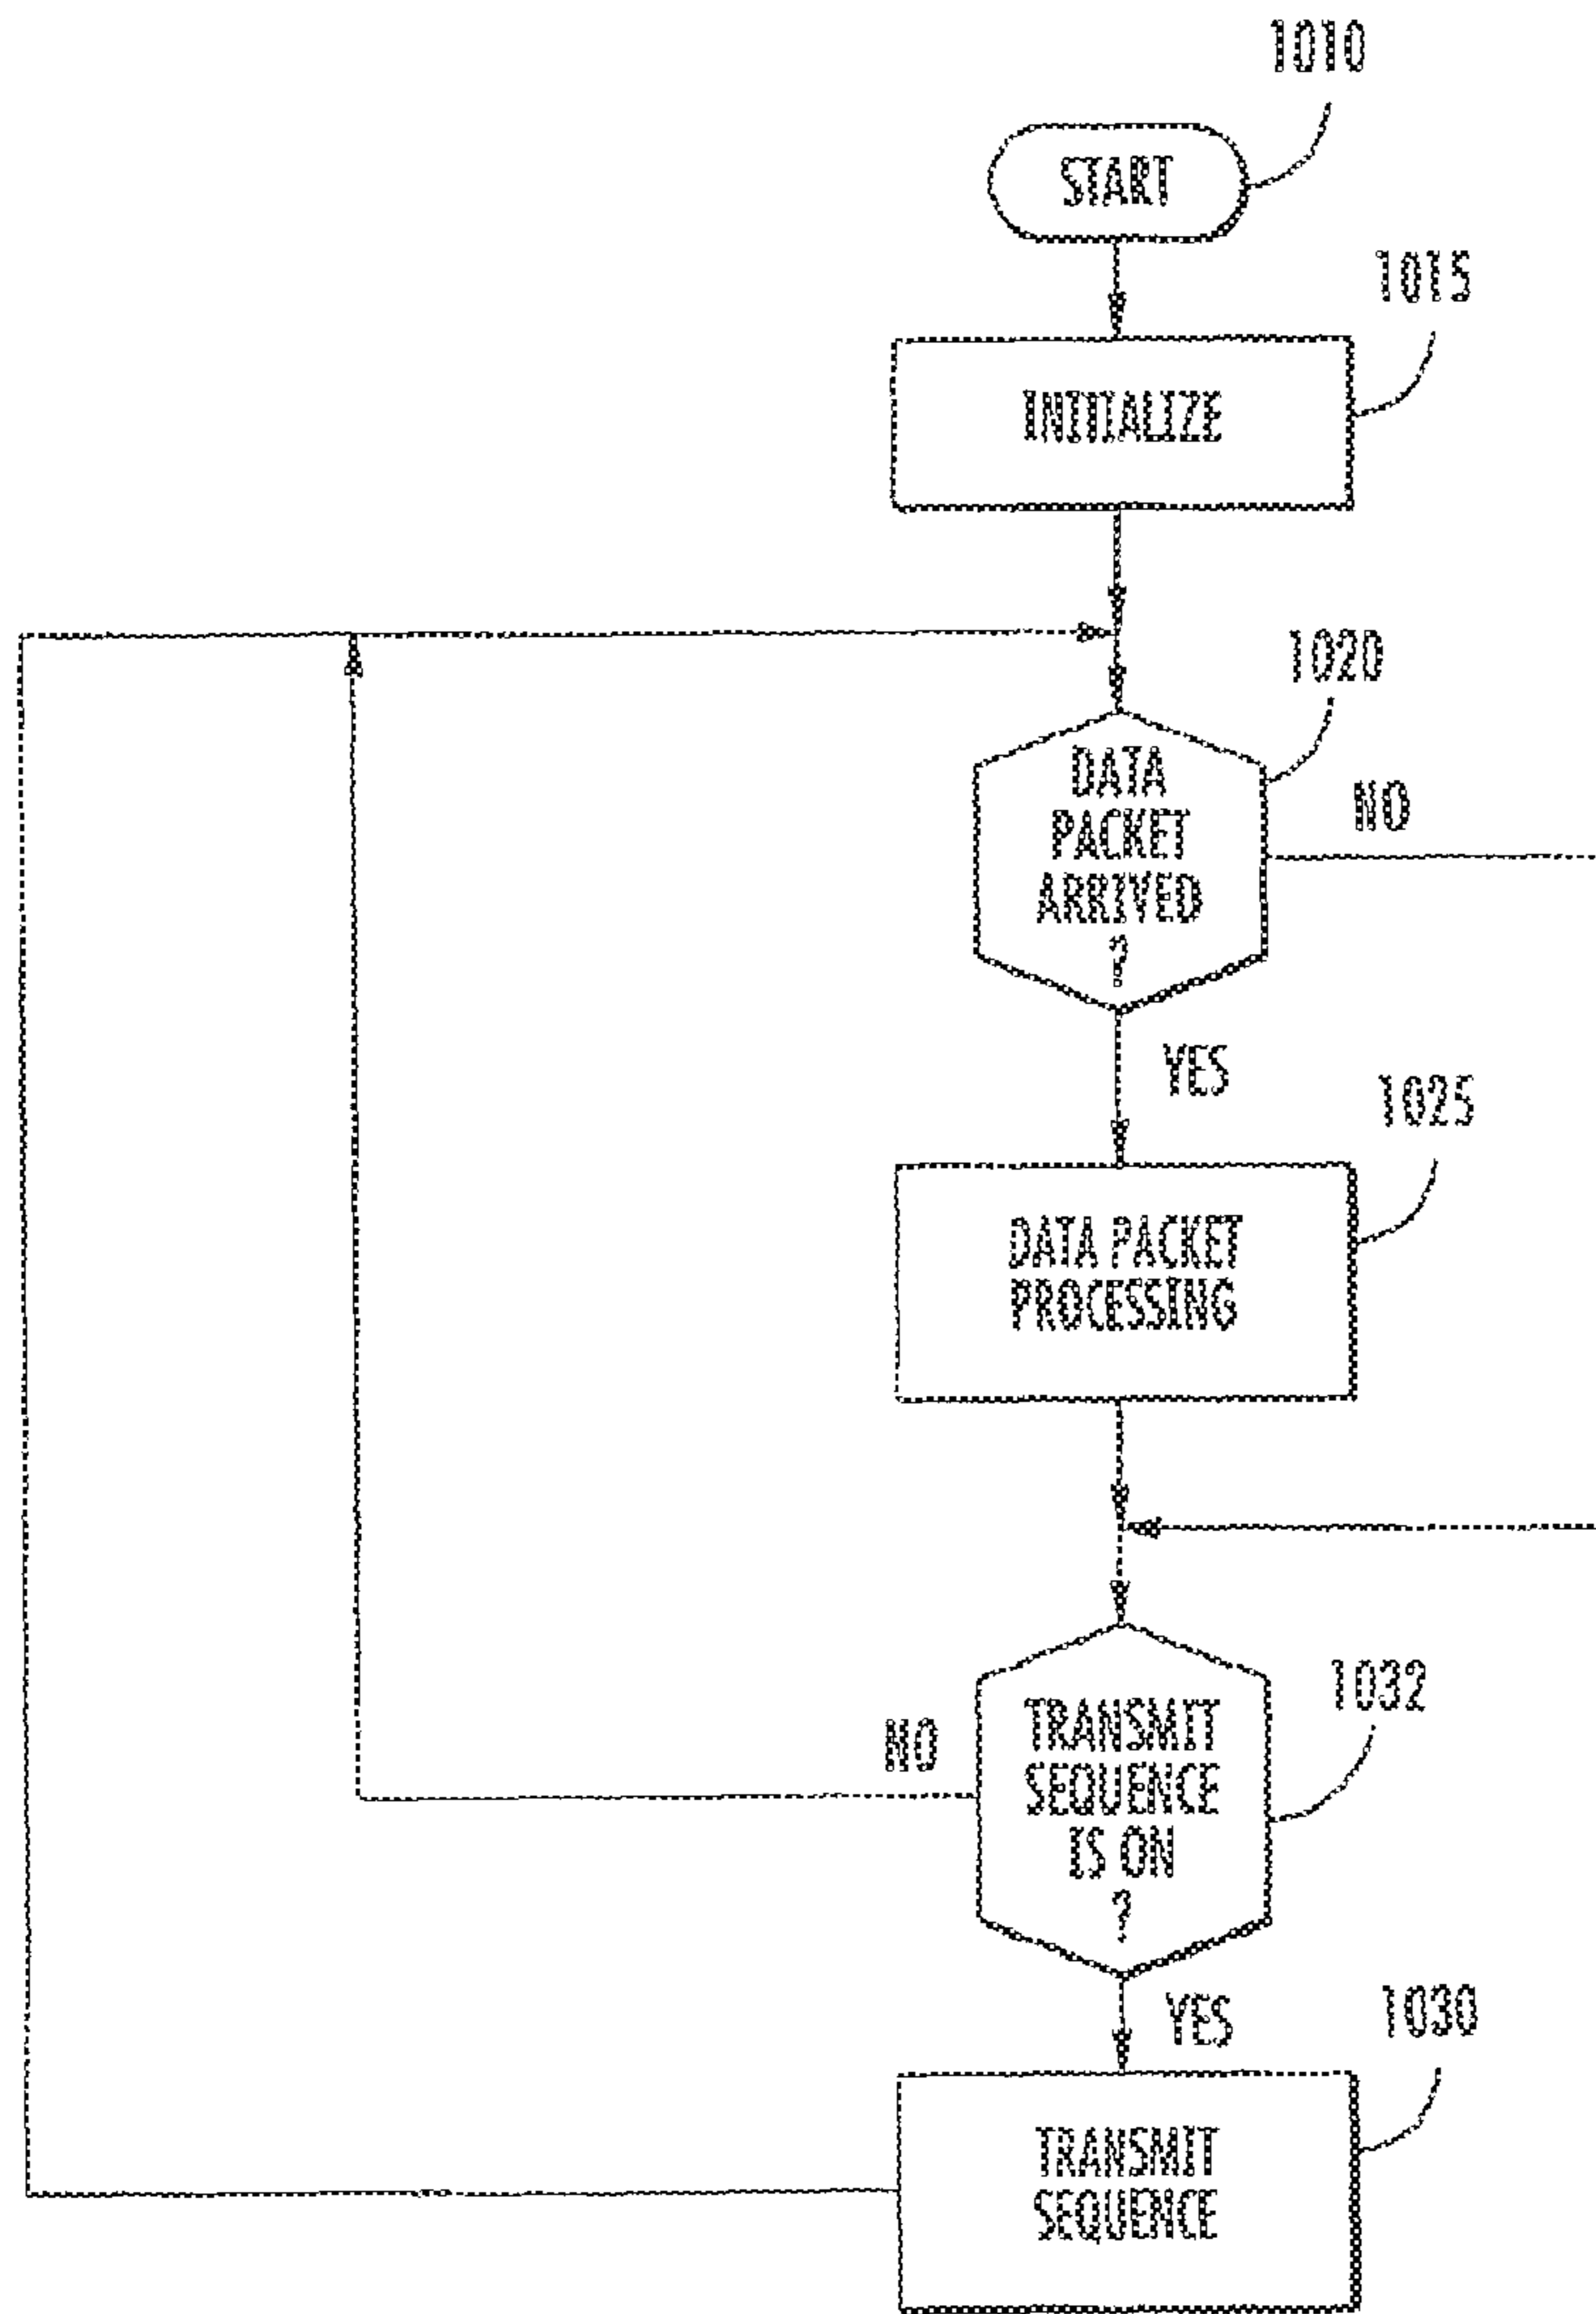 1010
START
1015
INITIALIZE
1020
DATA
PACKET
ARRIVED
?
NO
YES
1025
DATA PACKET
PROCESSING
1032
TRANSMIT
SEQUENCE
IS ON
?
NO
YES
1030
TRANSMIT
SEQUENCE